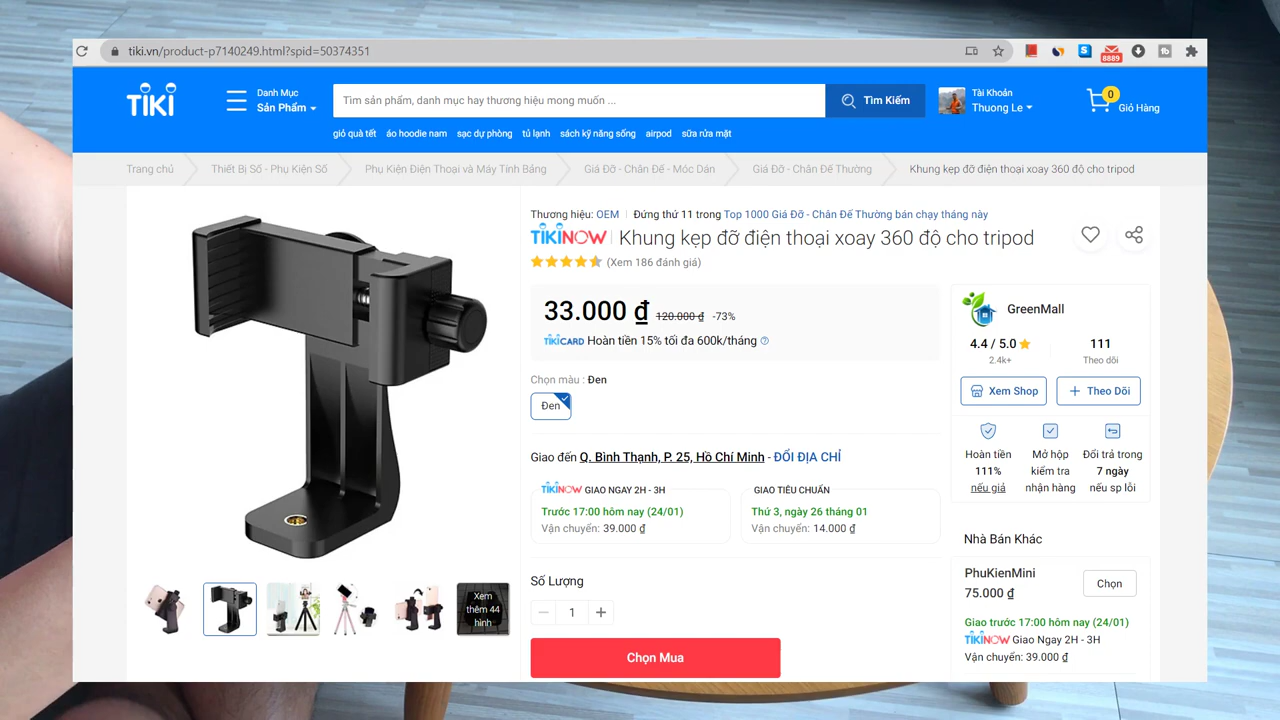 tiki.vn/product-p7140249.html?spid=50374351
8889
TIKI
Danh Mục
Sản Phẩm
Tìm sản phẩm, danh mục hay thương hiệu mong muốn ...
Tìm Kiếm
Tài Khoản
Thuong Le
0
Giỏ Hàng
giỏ quà tết áo hoodie nam sạc dự phòng tủ lạnh sách kỹ năng sống airpod sữa rửa mặt
Trang chủ Thiết Bị Số - Phụ Kiện Số Phụ Kiện Điện Thoại và Máy Tính Bảng Giá Đỡ - Chân Đế - Móc Dán Giá Đỡ - Chân Đế Thường Khung kẹp đỡ điện thoại xoay 360 độ cho tripod
Thương hiệu: OEM Đứng thứ 11 trong Top 1000 Giá Đỡ - Chân Đế Thường bán chạy tháng này
TIKINOW Khung kẹp đỡ điện thoại xoay 360 độ cho tripod
(Xem 186 đánh giá)
33.000 ₫ 120.000 ₫ -73%
TIKICARD Hoàn tiền 15% tối đa 600k/tháng
Chọn màu : Đen
Đen
Giao đến Q. Bình Thạnh, P. 25, Hồ Chí Minh - ĐỔI ĐỊA CHỈ
TIKINOW GIAO NGAY 2H - 3H
Trước 17:00 hôm nay (24/01)
Vận chuyển: 39.000 ₫
GIAO TIÊU CHUẨN
Thứ 3, ngày 26 tháng 01
Vận chuyển: 14.000 ₫
Số Lượng
1
Chọn Mua
Xem
thêm 44
hình
GreenMall
4.4 / 5.0
2.4k+
111
Theo dõi
Xem Shop
Theo Dõi
Hoàn tiền
111%
nếu giả
Mở hộp
kiểm tra
nhận hàng
Đổi trả trong
7 ngày
nếu sp lỗi
Nhà Bán Khác
PhuKienMini
75.000 ₫
Chọn
Giao trước 17:00 hôm nay (24/01)
TIKINOW Giao Ngay 2H - 3H
Vận chuyển: 39.000 ₫